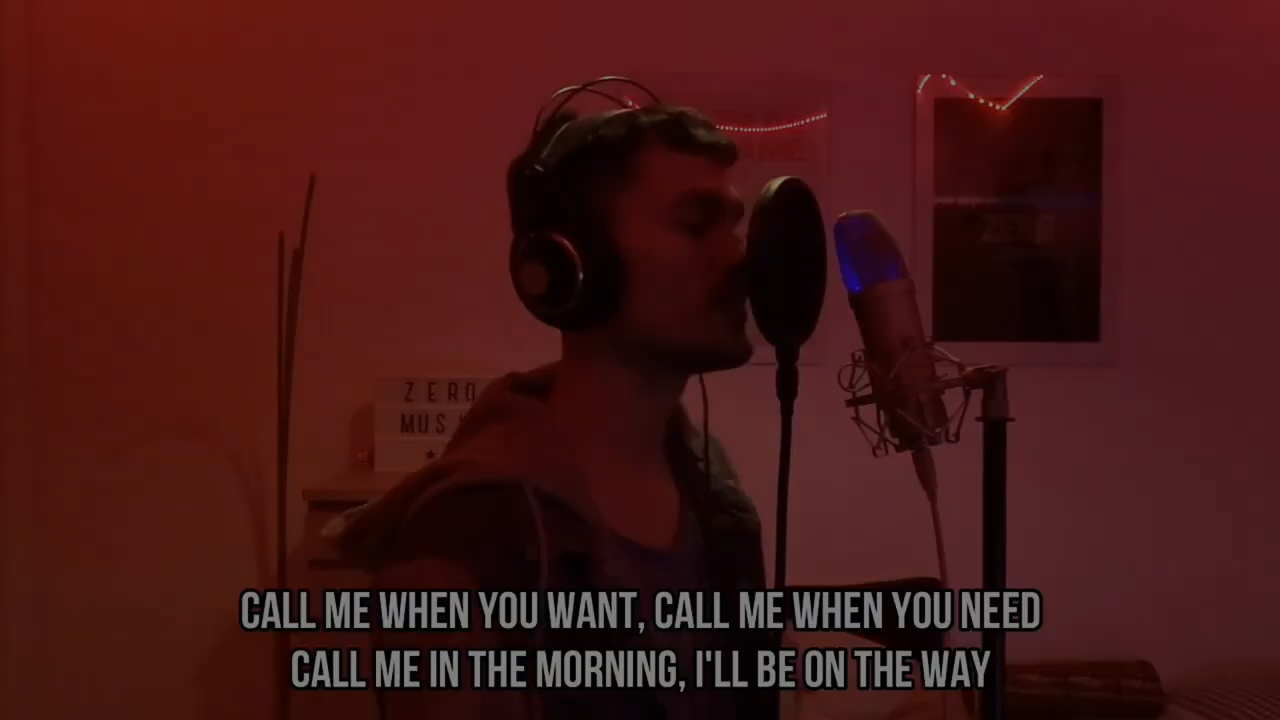 ZERO
MUS
CALL ME WHEN YOU WANT, CALL ME WHEN YOU NEED
CALL ME IN THE MORNING, I'LL BE ON THE WAY